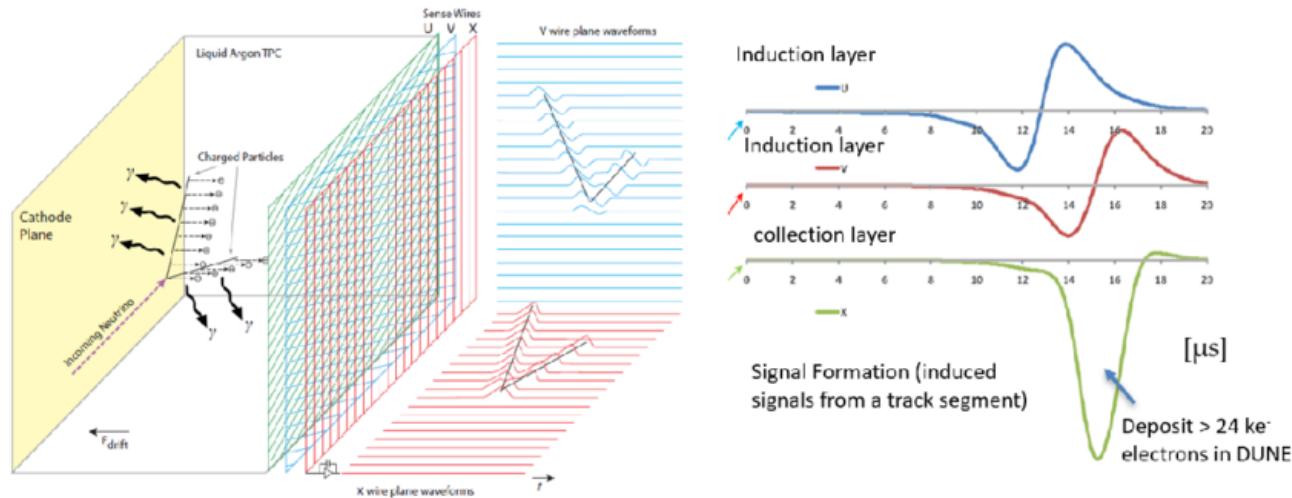 Sense Wires
U V X
V wire plane waveforms
Liquid Argon TPC
Charged Particles
γ
γ
γ
γ
γ
Cathode
Plane
Incoming Neutrino
Edrift
X wire plane waveforms
t
Induction layer
U
0 2 4 6 8 10 12 14 16 18 20
Induction layer
V
0 2 4 6 8 10 12 14 16 18 20
collection layer
0 2 4 6 8 10 12 14 16 18 20
X
[µs]
Signal Formation (induced
signals from a track segment)
Deposit > 24 ke-
electrons in DUNE